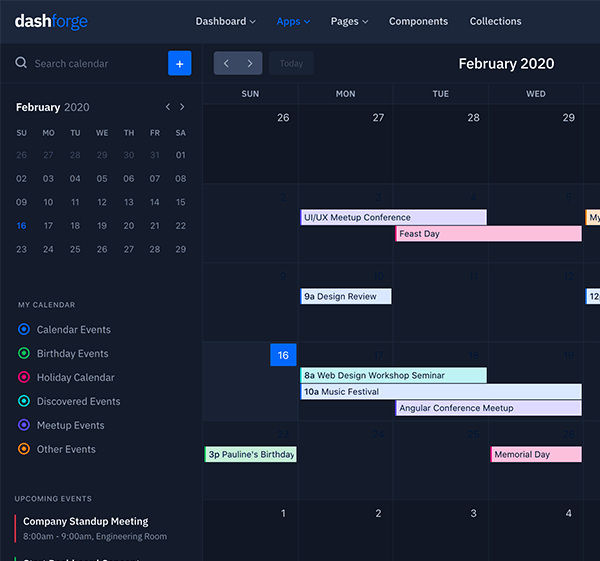 dashforge
Dashboard Apps Pages Components Collections
Search calendar
+
Today
February 2020
February 2020
SU MO TU WE TH FR SA
26 27 28 29 30 31 01
02 03 04 05 06 07 08
09 10 11 12 13 14 15
16 17 18 19 20 21 22
23 24 25 26 27 28 29
MY CALENDAR
Calendar Events
Birthday Events
Holiday Calendar
Discovered Events
Meetup Events
Other Events
UPCOMING EVENTS
Company Standup Meeting
8:00am - 9:00am, Engineering Room
SUN MON TUE WED
26 27 28 29
2 3 4 5
UI/UX Meetup Conference
My
Feast Day
9 10 11 12
9a Design Review
12p
16 17 18 19
8a Web Design Workshop Seminar
10a Music Festival
Angular Conference Meetup
23 24 25 26
3p Pauline's Birthday
Memorial Day
1 2 3 4